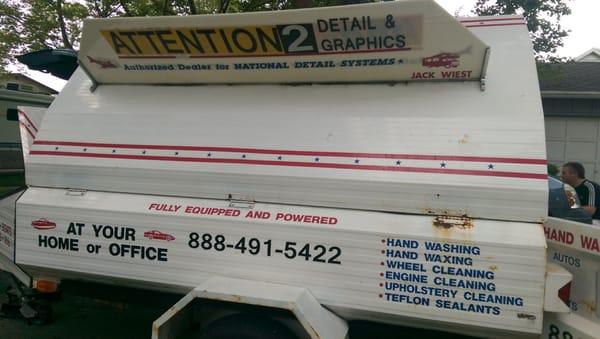 ATTENTION 2 DETAIL &
GRAPHICS
Authorized Dealer for NATIONAL DETAIL SYSTEMS
JACK WIEST
FULLY EQUIPPED AND POWERED
AT YOUR
HOME or OFFICE
888-491-5422
• HAND WASHING
• HAND WAXING
• WHEEL CLEANING
• ENGINE CLEANING
• UPHOLSTERY CLEANING
• TEFLON SEALANTS
HAND WA
AUTOS
88